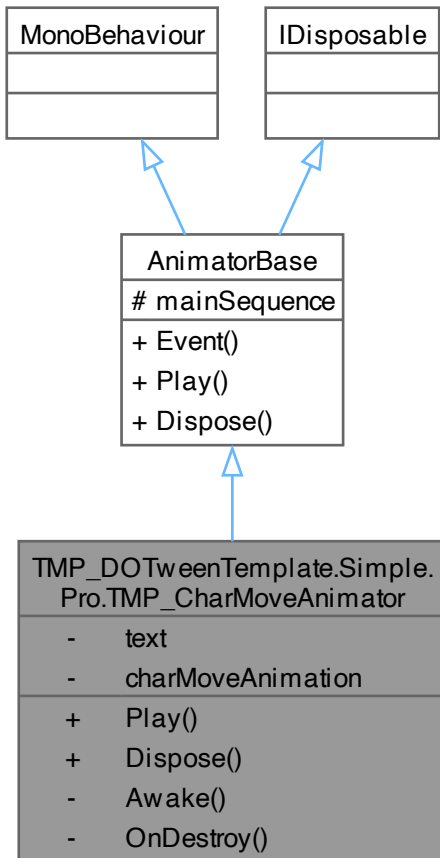 MonoBehaviour
IDisposable
AnimatorBase
# mainSequence
+ Event()
+ Play()
+ Dispose()
TMP_DOTweenTemplate.Simple.
Pro.TMP_CharMoveAnimator
- text
- charMoveAnimation
+ Play()
+ Dispose()
- Awake()
- OnDestroy()